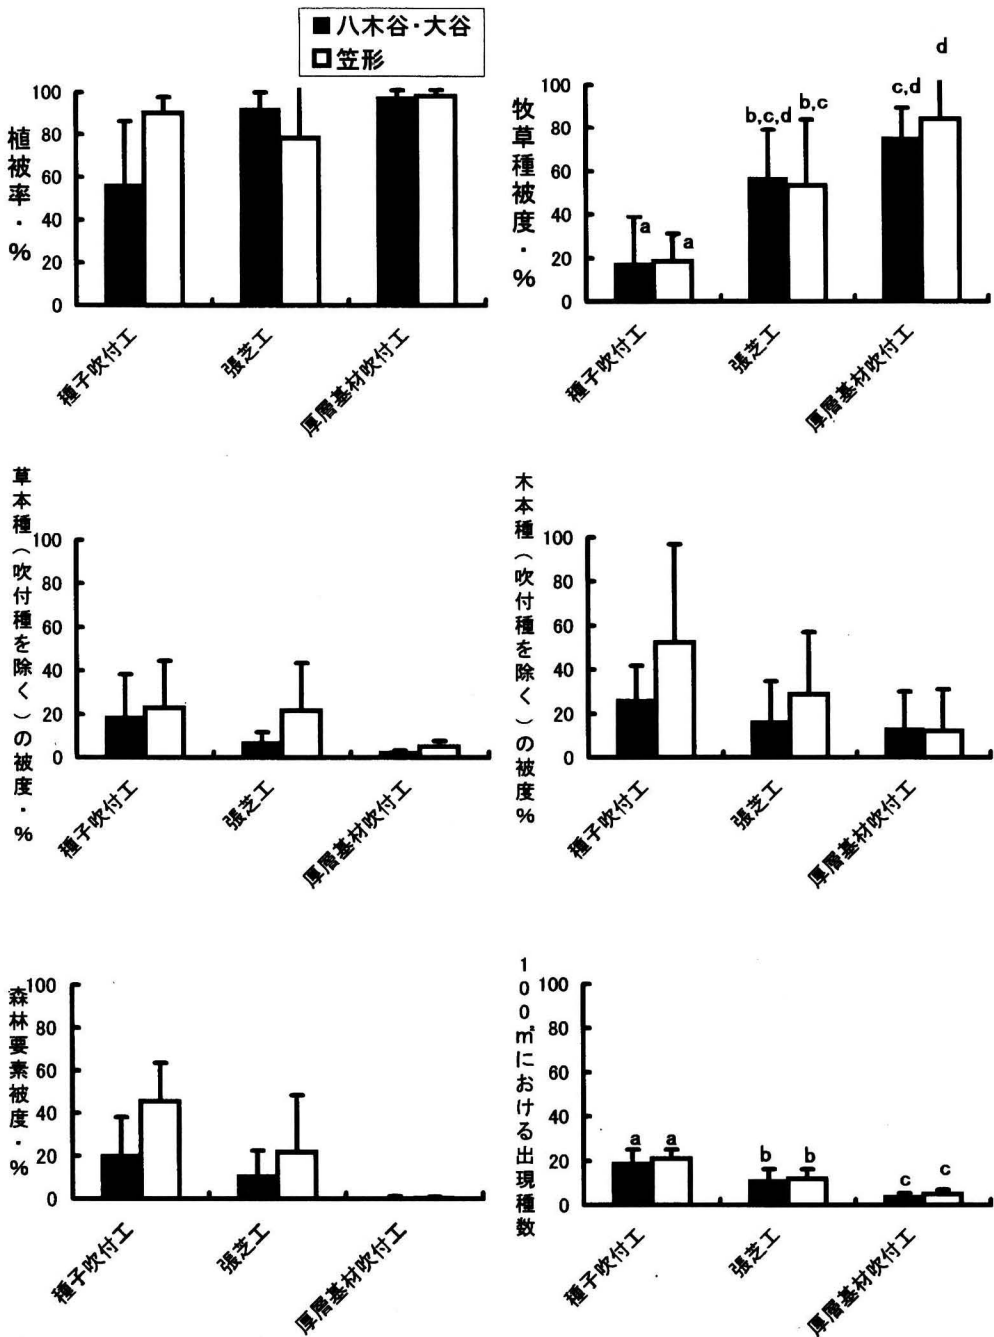 八木谷・大谷
笠形
植被率・%
100
80
60
40
20
0
種子吹付工
張芝工
厚層基材吹付工
牧草種被度・%
100
80
60
40
20
0
a
a
b,c,d
b,c
c,d
d
種子吹付工
張芝工
厚層基材吹付工
草本種（吹付種を除く）の被度・%
100
80
60
40
20
0
種子吹付工
張芝工
厚層基材吹付工
木本種（吹付種を除く）の被度%
100
80
60
40
20
0
種子吹付工
張芝工
厚層基材吹付工
森林要素被度・%
100
80
60
40
20
0
種子吹付工
張芝工
厚層基材吹付工
100㎡における出現種数
100
80
60
40
20
0
a
a
b
b
c
c
種子吹付工
張芝工
厚層基材吹付工